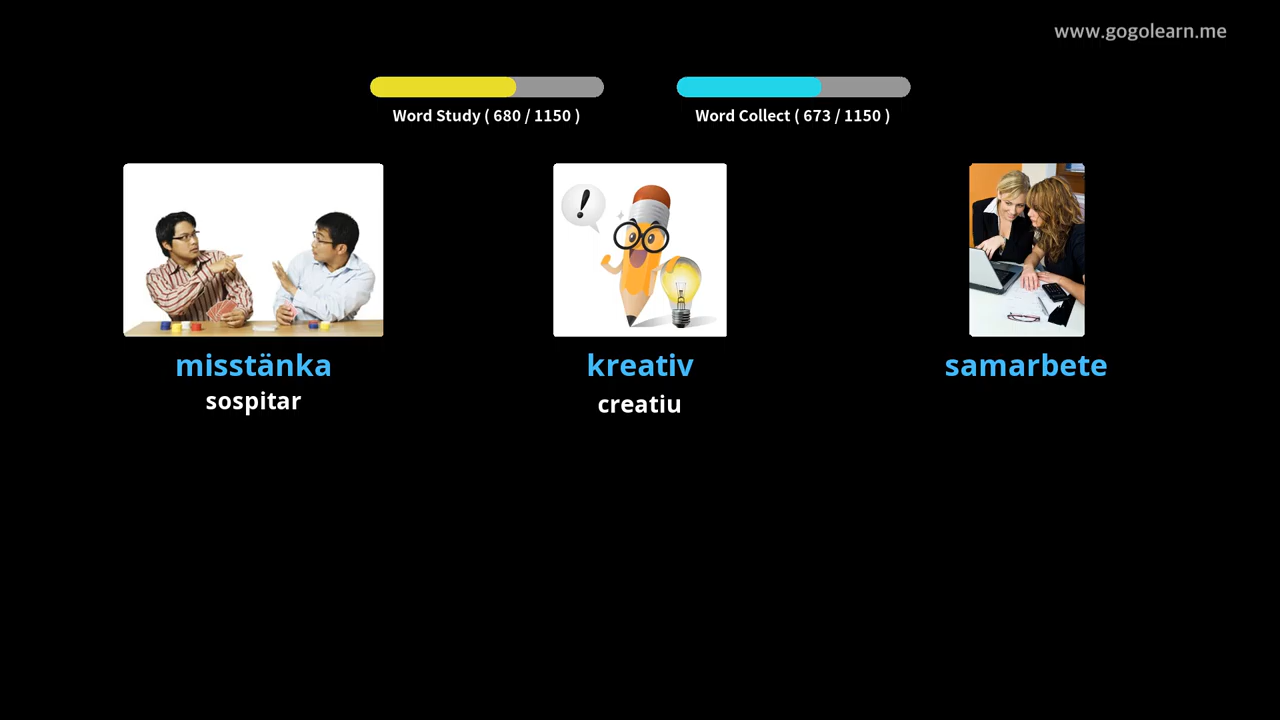 www.gogolearn.me
Word Study ( 680 / 1150 )
Word Collect ( 673 / 1150 )
!
misstänka
kreativ
samarbete
sospitar
creatiu